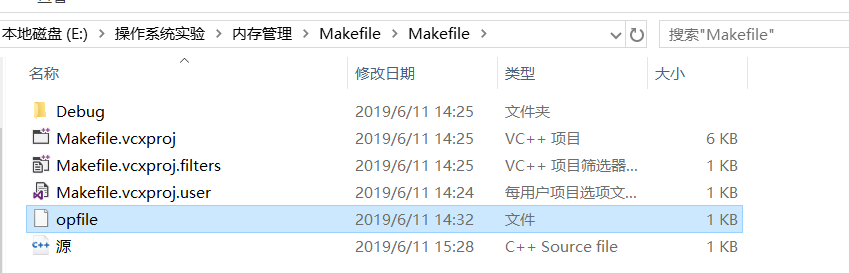 本地磁盘 (E:) > 操作系统实验 > 内存管理 > Makefile > Makefile > 搜索"Makefile"
名称 修改日期 类型 大小
Debug 2019/6/11 14:25 文件夹
Makefile.vcxproj 2019/6/11 14:25 VC++ 项目 6 KB
Makefile.vcxproj.filters 2019/6/11 14:25 VC++ 项目筛选器... 1 KB
Makefile.vcxproj.user 2019/6/11 14:24 每用户项目选项文... 1 KB
opfile 2019/6/11 14:32 文件 1 KB
源 2019/6/11 15:28 C++ Source file 1 KB